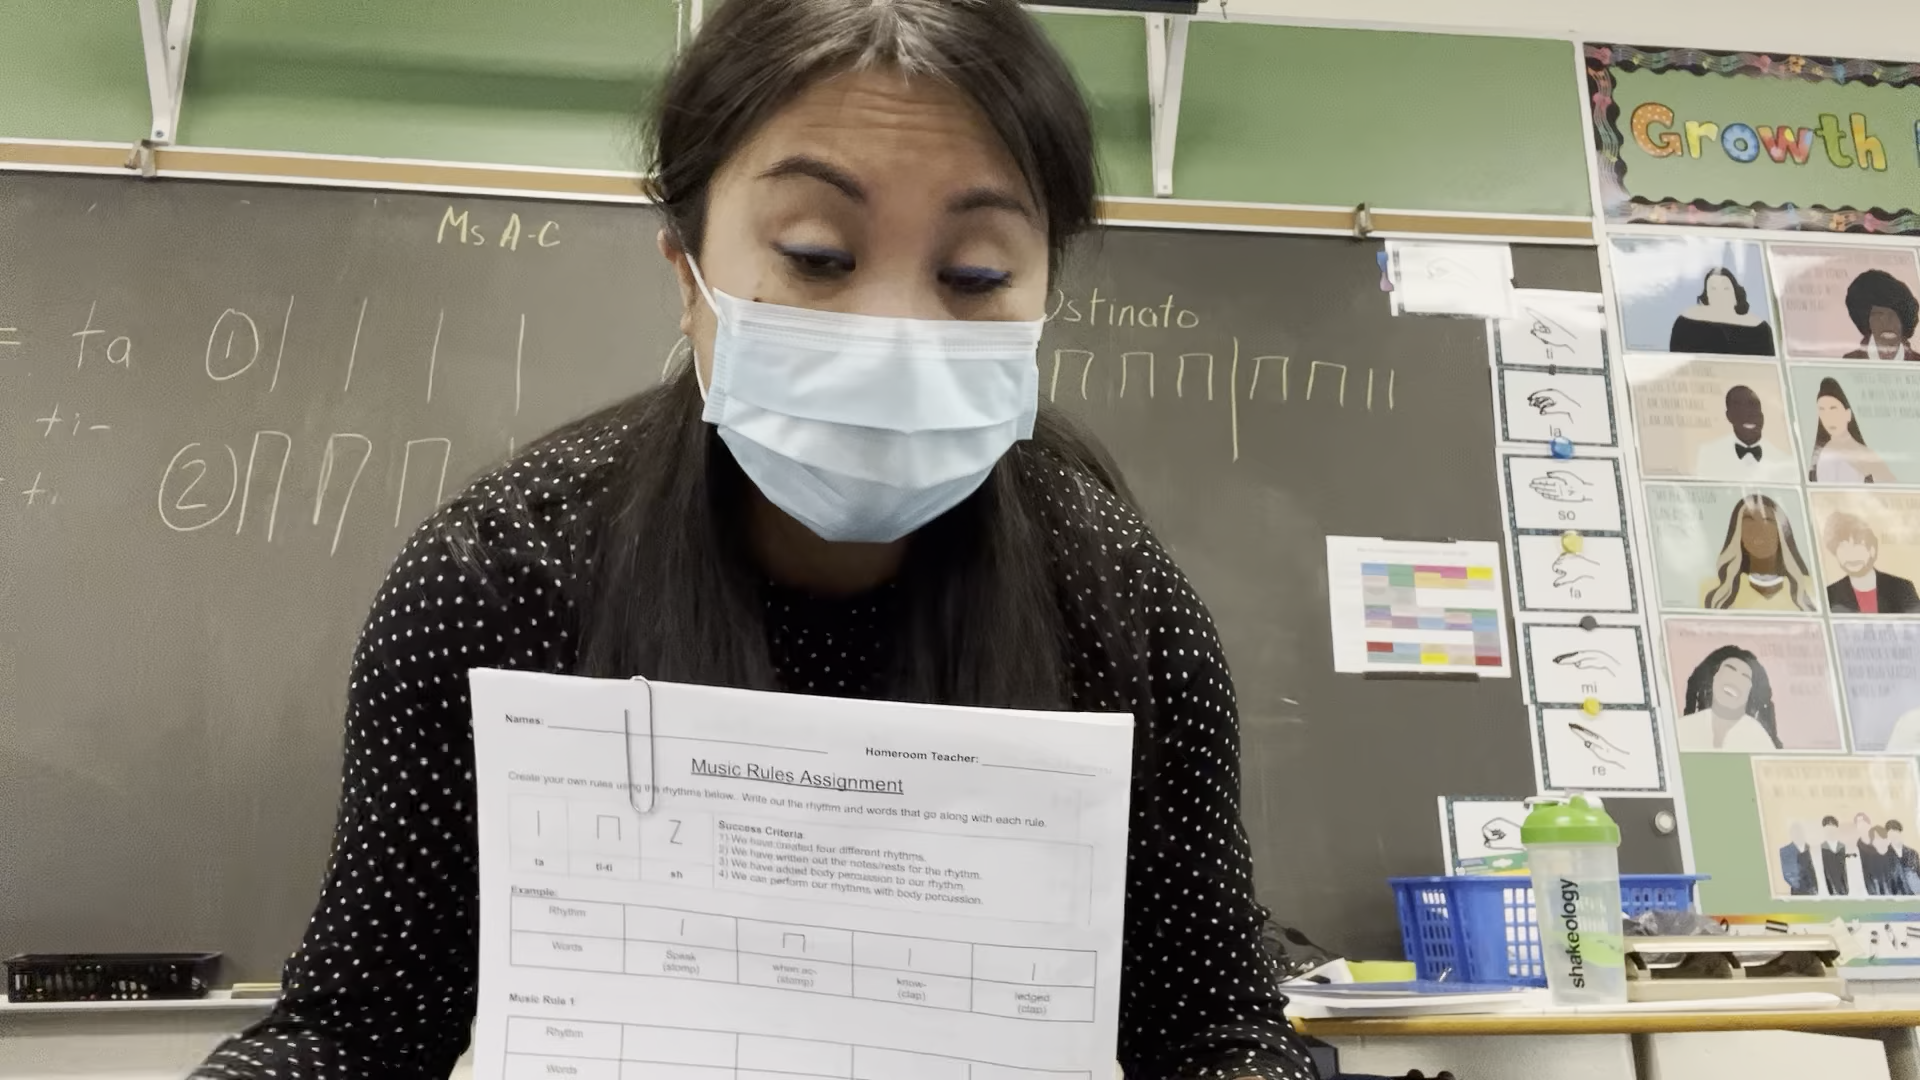 Ms A-C
Growth
= ta
①
Ostinato
ti-
ti
②
ti
la
so
fa
mi
re
shakeology
Names:
Homeroom Teacher:
Music Rules Assignment
Create your own rules using the rhythms below. Write out the rhythm and words that go along with each rule.
Z
ta
ti-ti
sh
Success Criteria:
1) We have created four different rhythms.
2) We have written out the notes/rests for the rhythm.
3) We have added body percussion to our rhythm
4) We can perform our rhythms with body percussion.
Example:
Rhythm
Words
Speak
(stomp)
when ac-
(stomp)
know-
(clap)
ledged
(clap)
Music Rule 1
Rhythm
Words